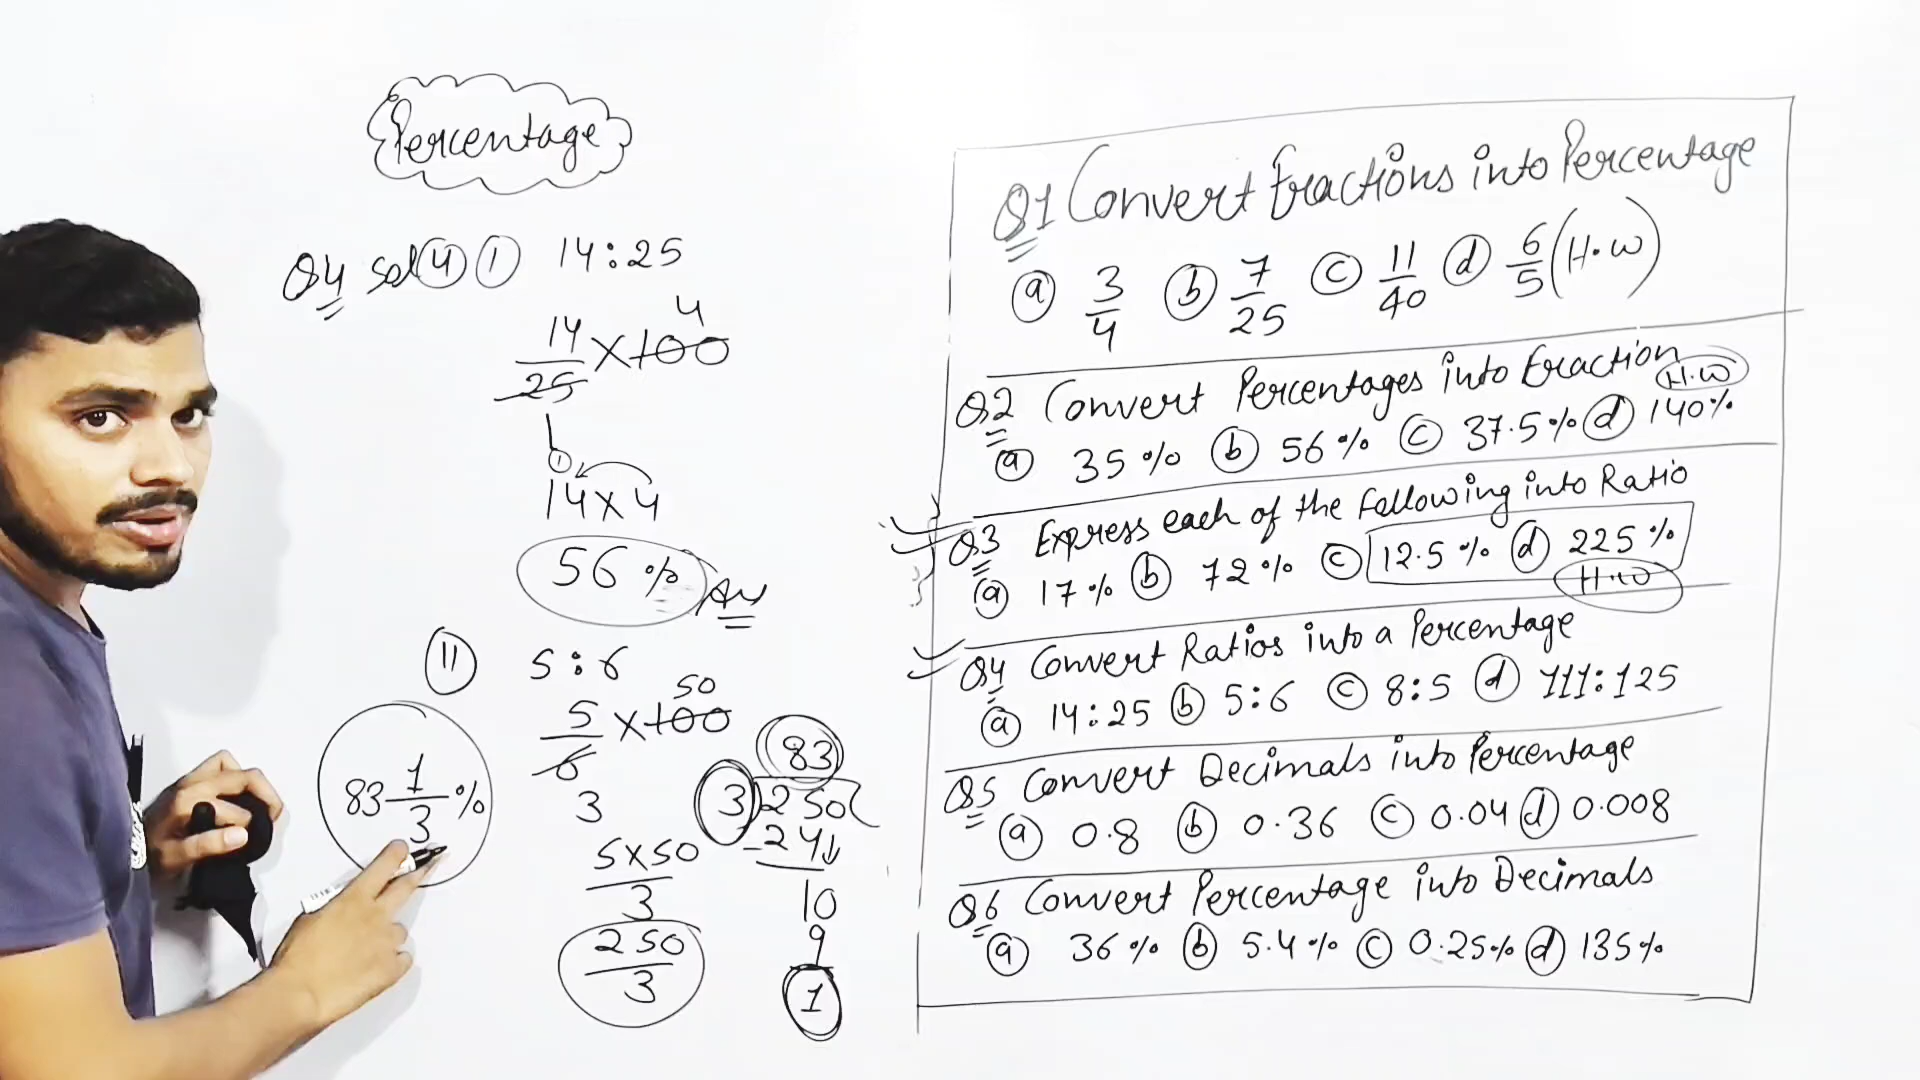 Percentage
Q4 Sol 4 1 14:25
4
14/25 × 100
1
1
14 × 4
56 % Ans
11 5:6
50
5/6 × 100
3
83 1/3 %
83
3)250(
-24↓
10
9
1
5×50/3
250/3
Q1 Convert Fractions into Percentage
a 3/4 b 7/25 c 11/40 d 6/5 (H.W)
Q2 Convert Percentages into Fraction H.W
a 35 % b 56 % c 37.5 % d 140 %
Q3 Express each of the Following into Ratio
a 17 % b 72 % c 12.5 % d 225 %
H.W
Q4 Convert Ratios into a Percentage
a 14:25 b 5:6 c 8:5 d 111:125
Q5 Convert Decimals into Percentage
a 0.8 b 0.36 c 0.04 d 0.008
Q6 Convert Percentage into Decimals
a 36 % b 5.4 % c 0.25 % d 135 %